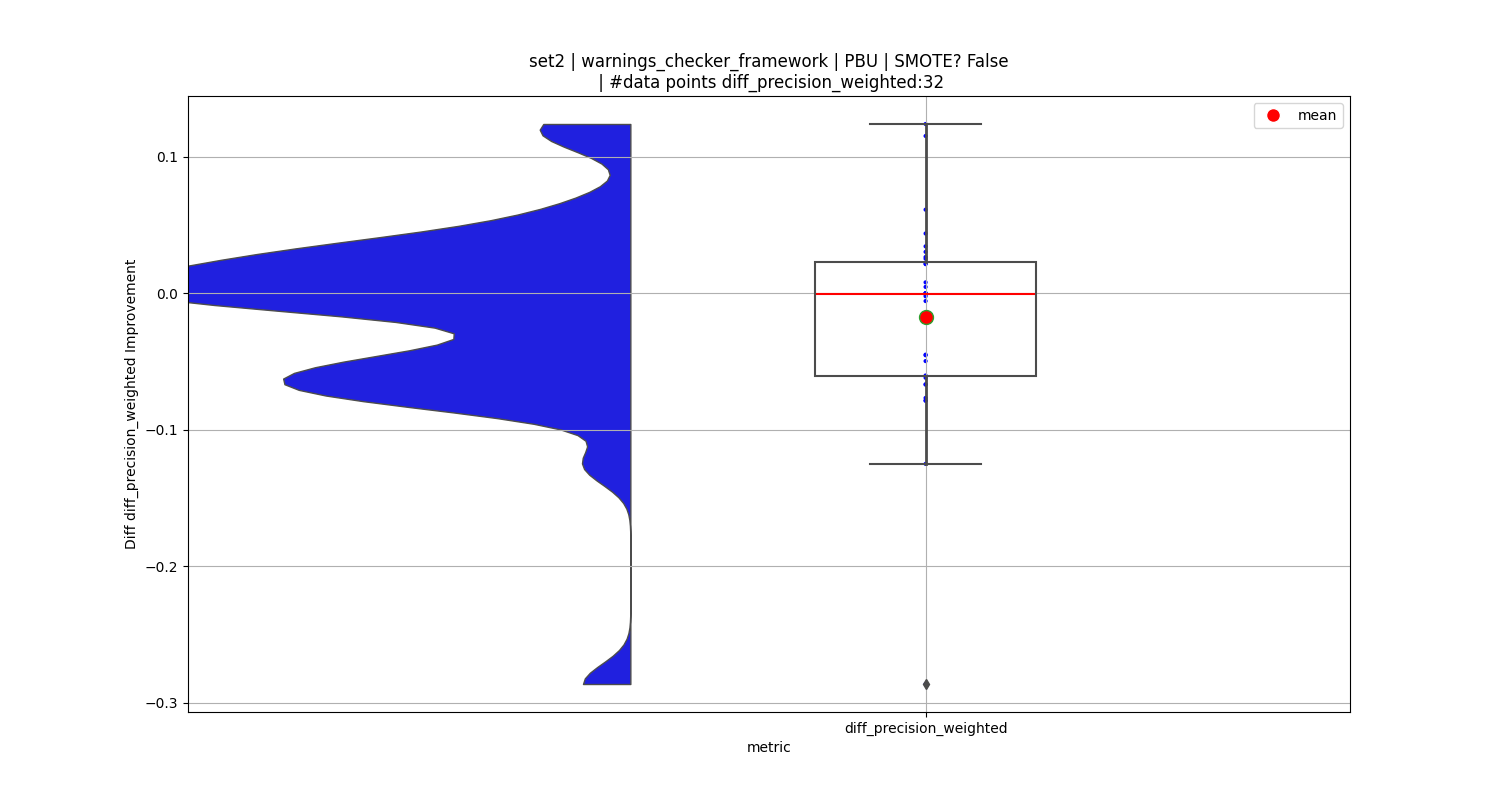 set2 | warnings_checker_framework | PBU | SMOTE? False
| #data points diff_precision_weighted:32
mean
0.1
0.0
−0.1
−0.2
−0.3
Diff diff_precision_weighted Improvement
diff_precision_weighted
metric